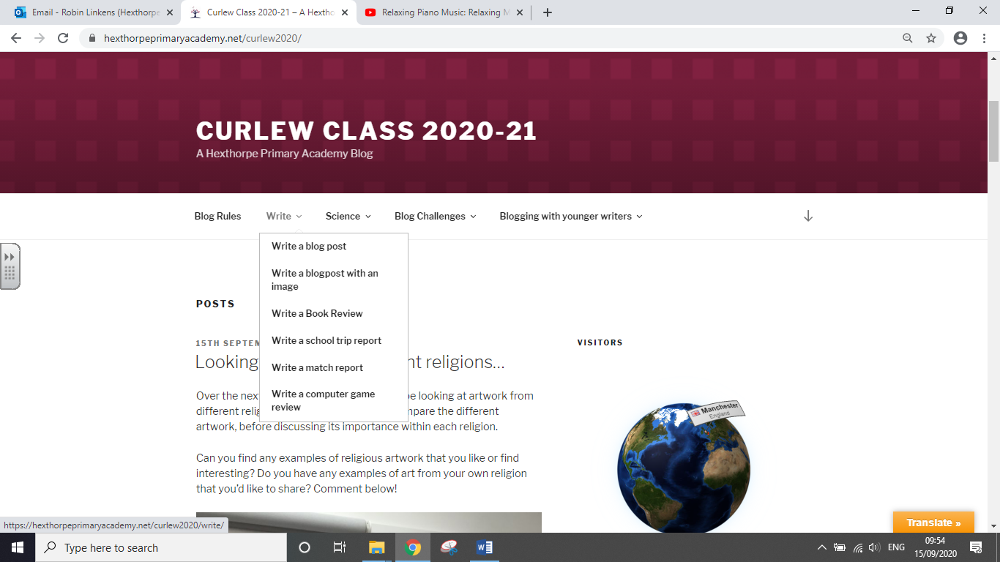 Email - Robin Linkens (Hexthorpe
Curlew Class 2020-21 – A Hextho
Relaxing Piano Music: Relaxing M
hexthorpeprimaryacademy.net/curlew2020/
CURLEW CLASS 2020-21
A Hexthorpe Primary Academy Blog
Blog Rules
Write
Science
Blog Challenges
Blogging with younger writers
Write a blog post
Write a blogpost with an
image
Write a Book Review
Write a school trip report
Write a match report
Write a computer game
review
POSTS
15TH SEPTEM
Looking nt religions...
Over the nex be looking at artwork from
different relig mpare the different
artwork, before discussing its importance within each religion.
Can you find any examples of religious artwork that you like or find
interesting? Do you have any examples of art from your own religion
that you'd like to share? Comment below!
VISITORS
Manchester
England
Translate »
https://hexthorpeprimaryacademy.net/curlew2020/write/
Type here to search
ENG
09:54
15/09/2020